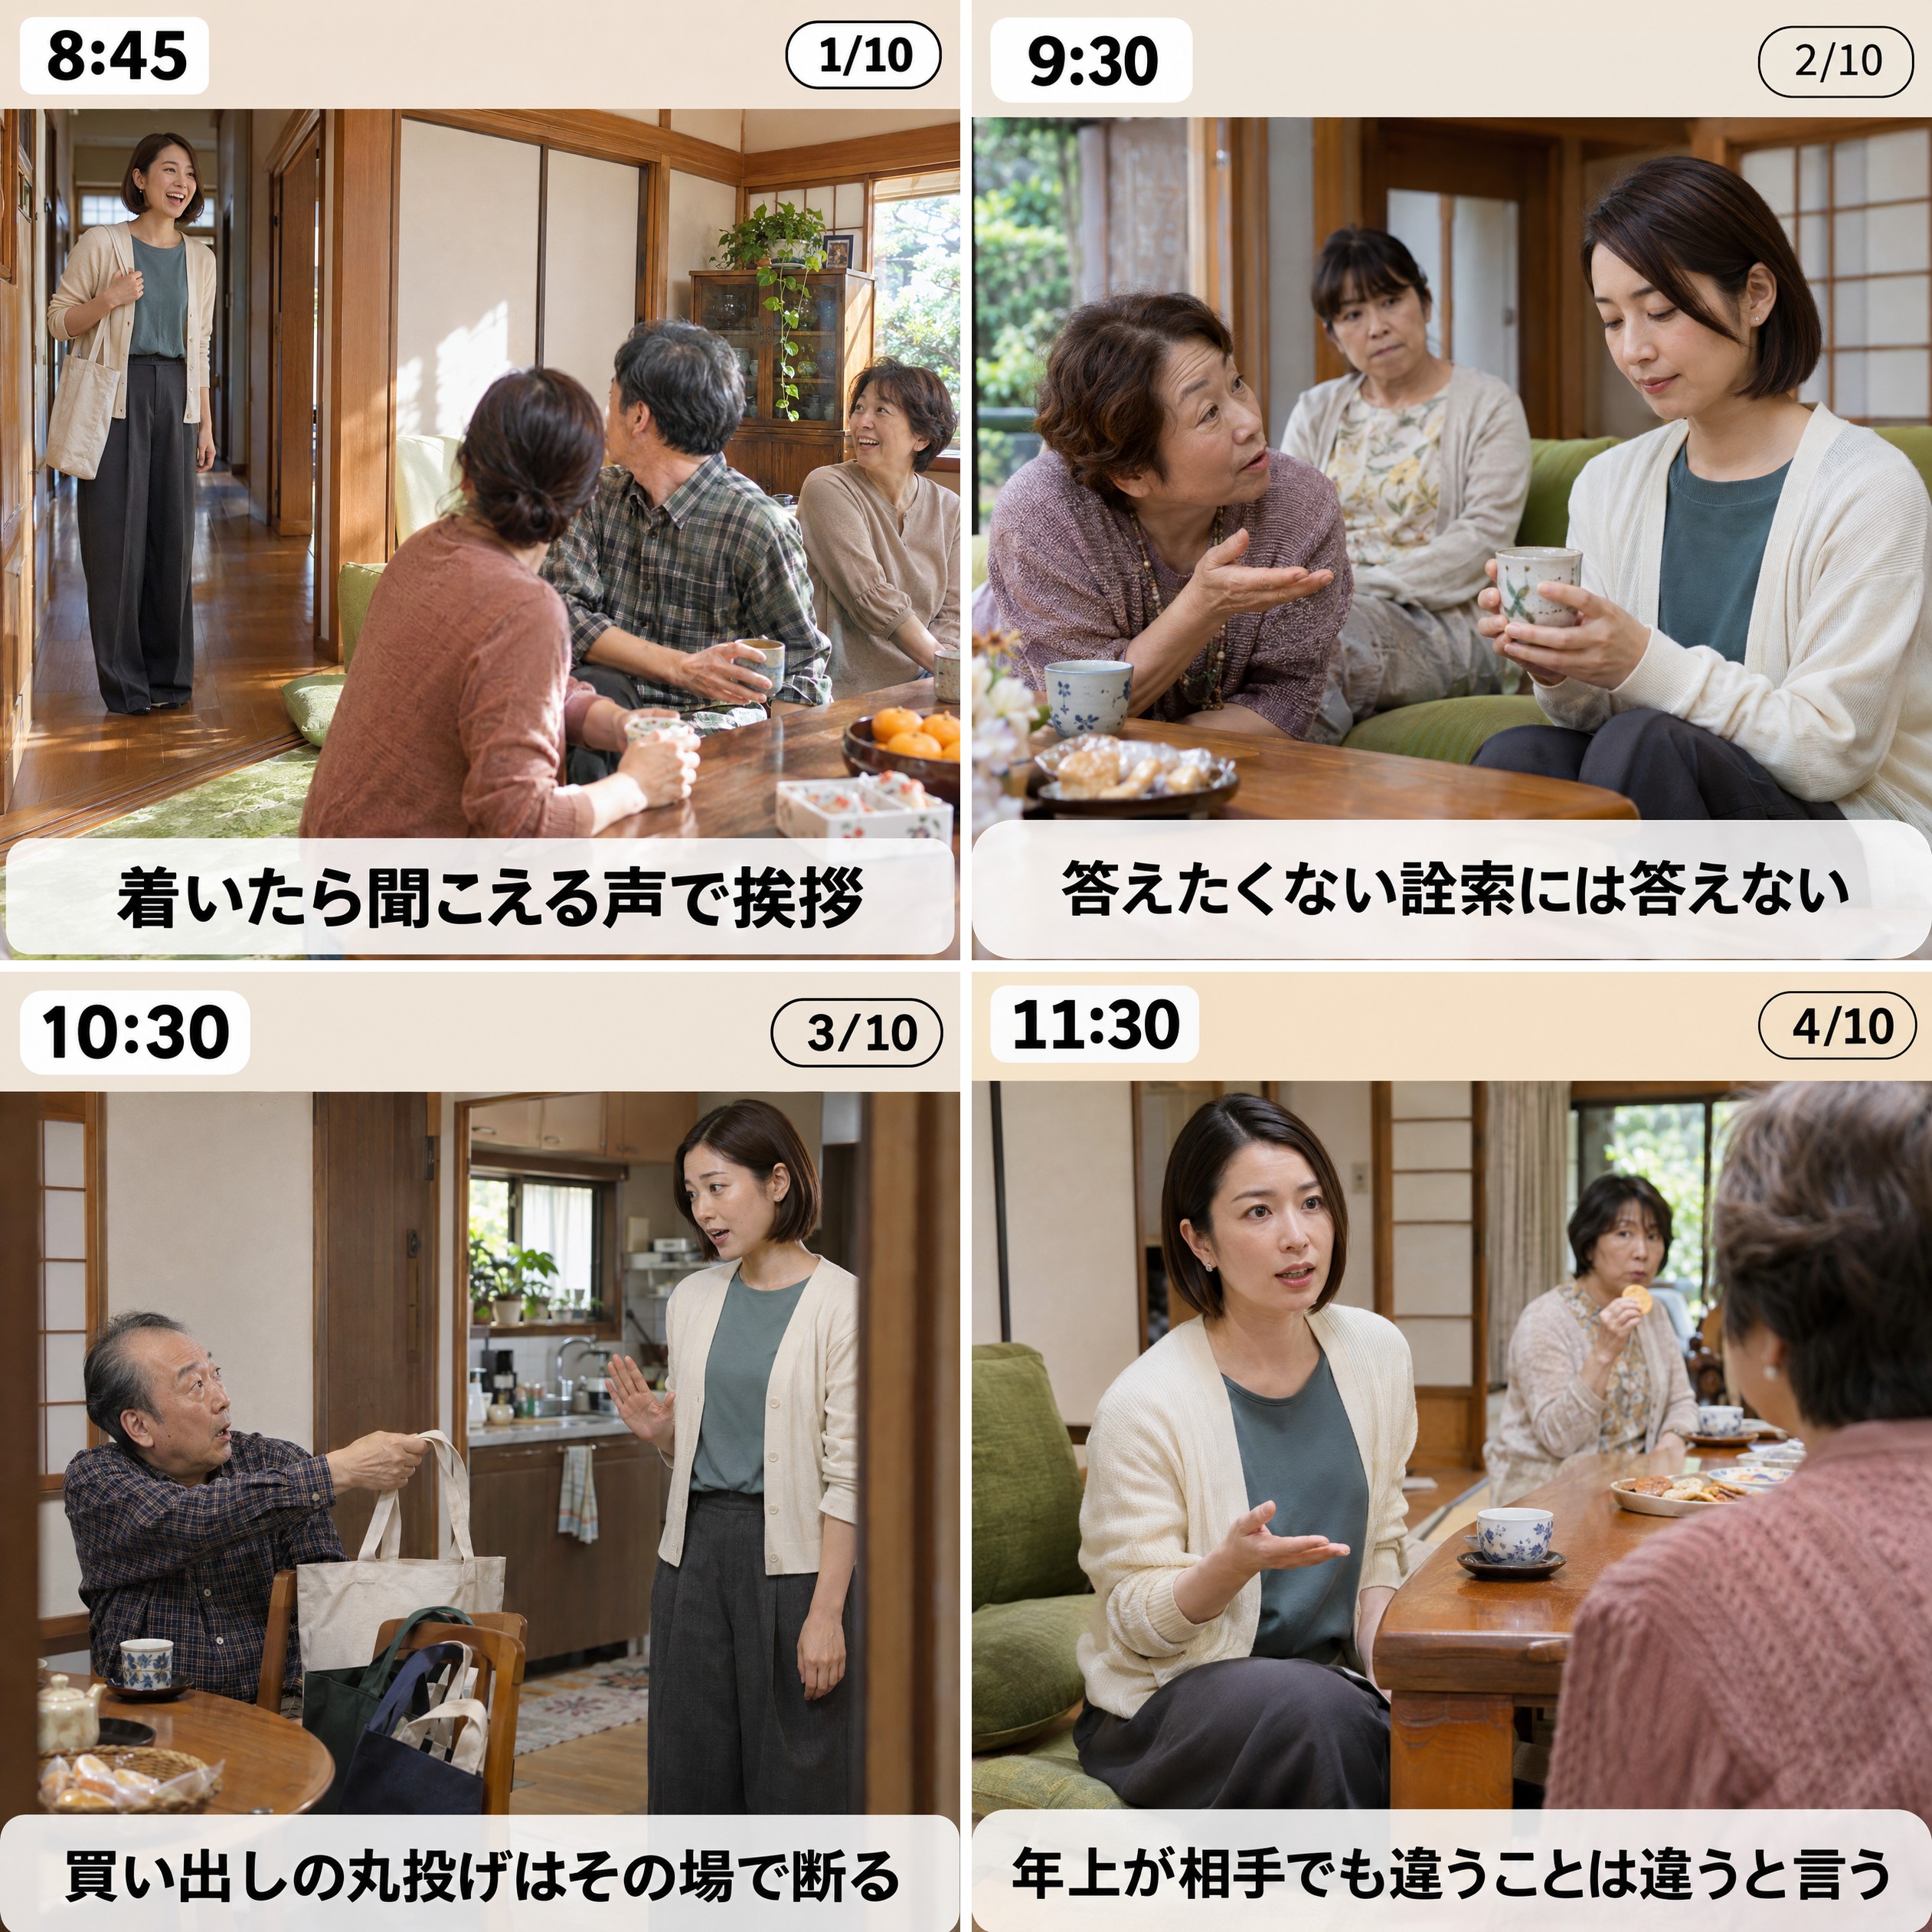 8:45
1/10
着いたら聞こえる声で挨拶
9:30
2/10
答えたくない詮索には答えない
10:30
3/10
買い出しの丸投げはその場で断る
11:30
4/10
年上が相手でも違うことは違うと言う